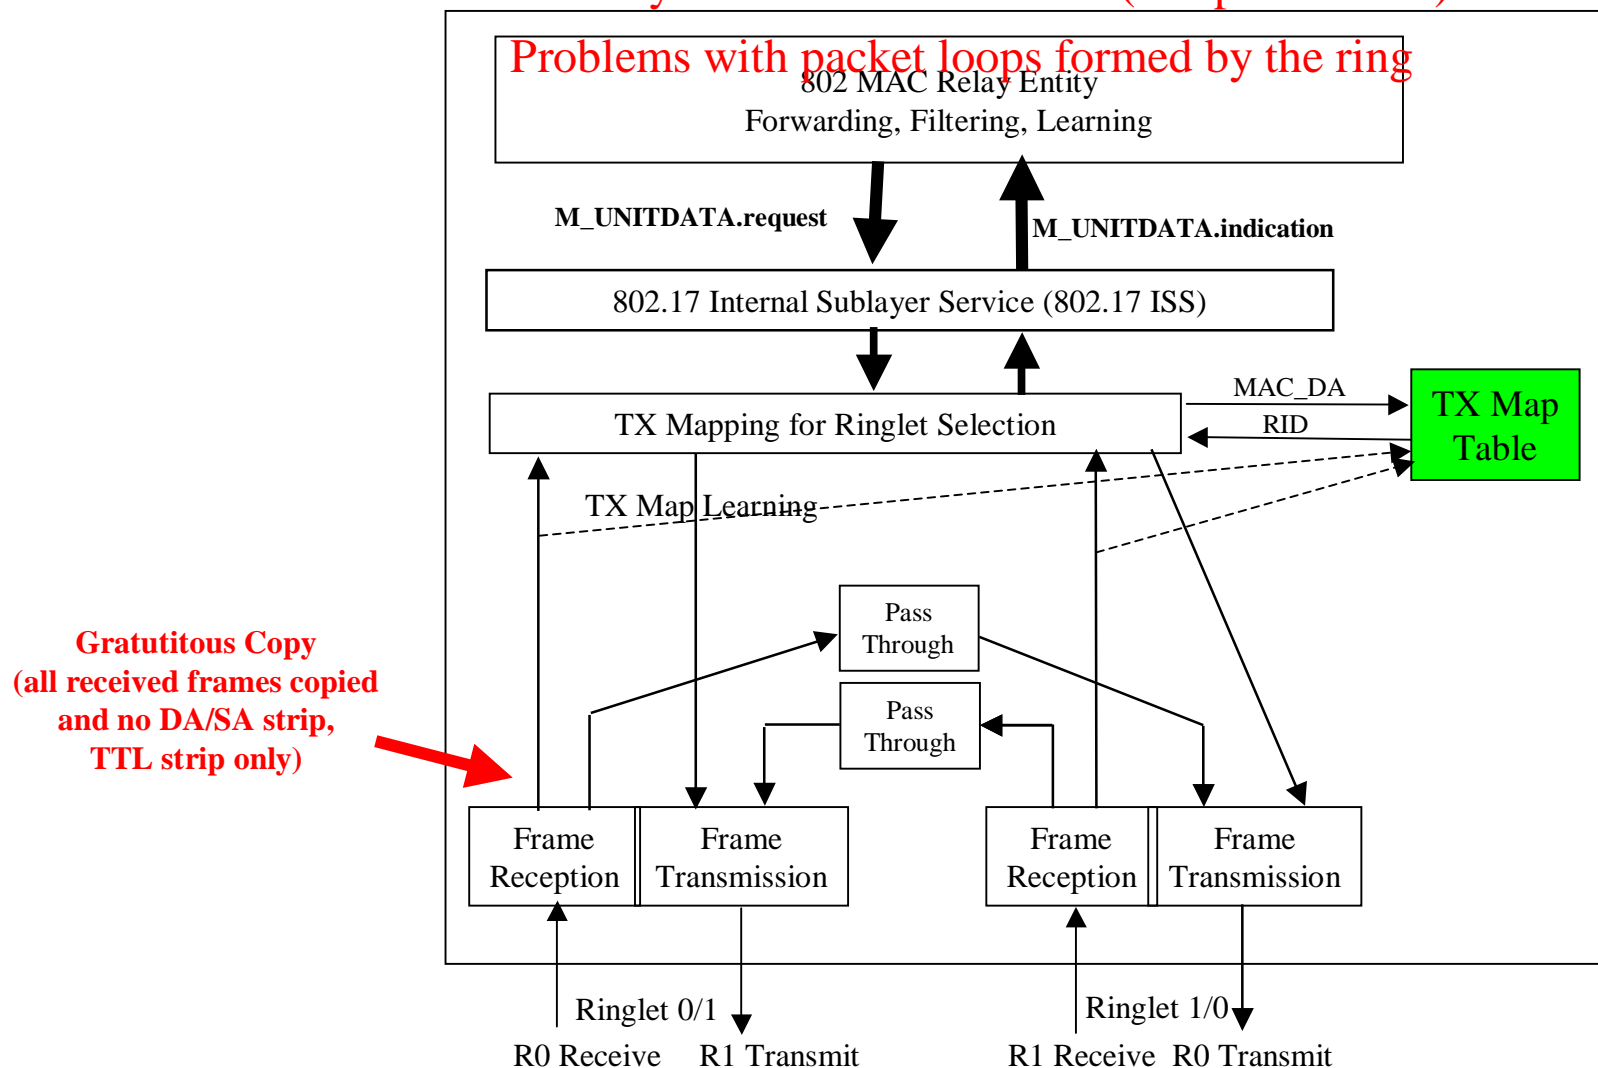 Problems with packet loops formed by the ring
802 MAC Relay Entity
Forwarding, Filtering, Learning
M_UNITDATA.request
M_UNITDATA.indication
802.17 Internal Sublayer Service (802.17 ISS)
TX Mapping for Ringlet Selection
MAC_DA
RID
TX Map
Table
TX Map Learning
Pass
Through
Pass
Through
Gratutitous Copy
(all received frames copied
and no DA/SA strip,
TTL strip only)
Frame
Reception
Frame
Transmission
Frame
Reception
Frame
Transmission
Ringlet 0/1
Ringlet 1/0
R0 Receive
R1 Transmit
R1 Receive
R0 Transmit